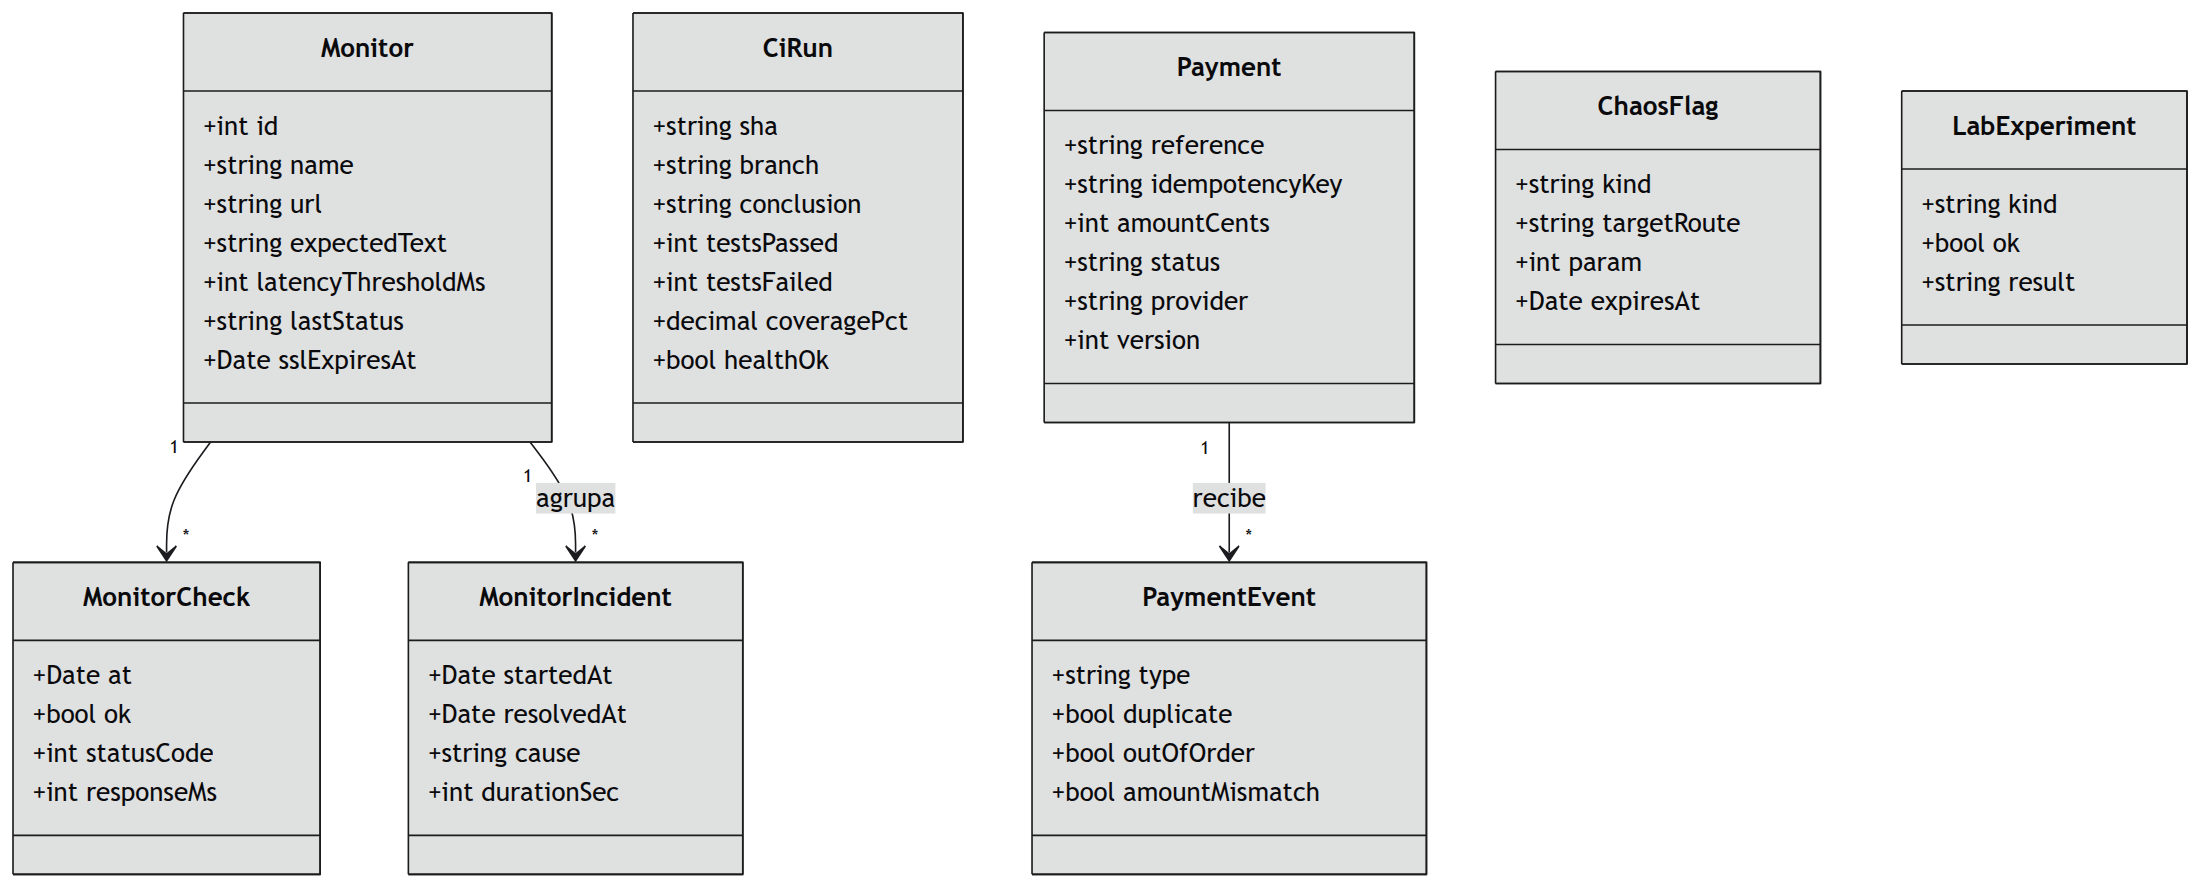 Monitor
+int id
+string name
+string url
+string expectedText
+int latencyThresholdMs
+string lastStatus
+Date sslExpiresAt
CiRun
+string sha
+string branch
+string conclusion
+int testsPassed
+int testsFailed
+decimal coveragePct
+bool healthOk
Payment
+string reference
+string idempotencyKey
+int amountCents
+string status
+string provider
+int version
ChaosFlag
+string kind
+string targetRoute
+int param
+Date expiresAt
LabExperiment
+string kind
+bool ok
+string result
1
*
1
agrupa
*
1
recibe
*
MonitorCheck
+Date at
+bool ok
+int statusCode
+int responseMs
MonitorIncident
+Date startedAt
+Date resolvedAt
+string cause
+int durationSec
PaymentEvent
+string type
+bool duplicate
+bool outOfOrder
+bool amountMismatch